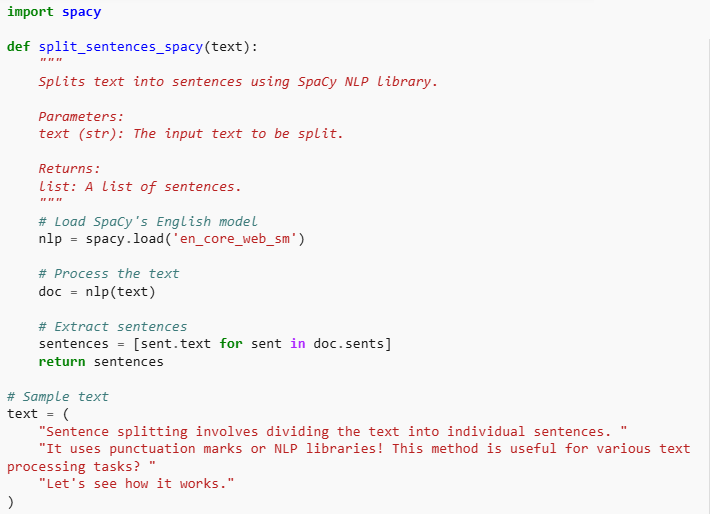 import spacy

def split_sentences_spacy(text):
    """
    Splits text into sentences using SpaCy NLP library.

    Parameters:
    text (str): The input text to be split.

    Returns:
    list: A list of sentences.
    """
    # Load SpaCy's English model
    nlp = spacy.load('en_core_web_sm')

    # Process the text
    doc = nlp(text)

    # Extract sentences
    sentences = [sent.text for sent in doc.sents]
    return sentences

# Sample text
text = (
    "Sentence splitting involves dividing the text into individual sentences. "
    "It uses punctuation marks or NLP libraries! This method is useful for various text
processing tasks? "
    "Let's see how it works."
)